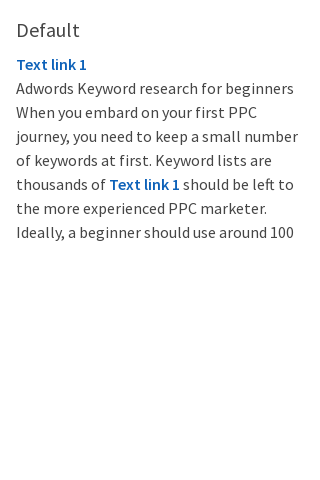 Default
Text link 1
Adwords Keyword research for beginners
When you embard on your first PPC
journey, you need to keep a small number
of keywords at first. Keyword lists are
thousands of Text link 1 should be left to
the more experienced PPC marketer.
Ideally, a beginner should use around 100